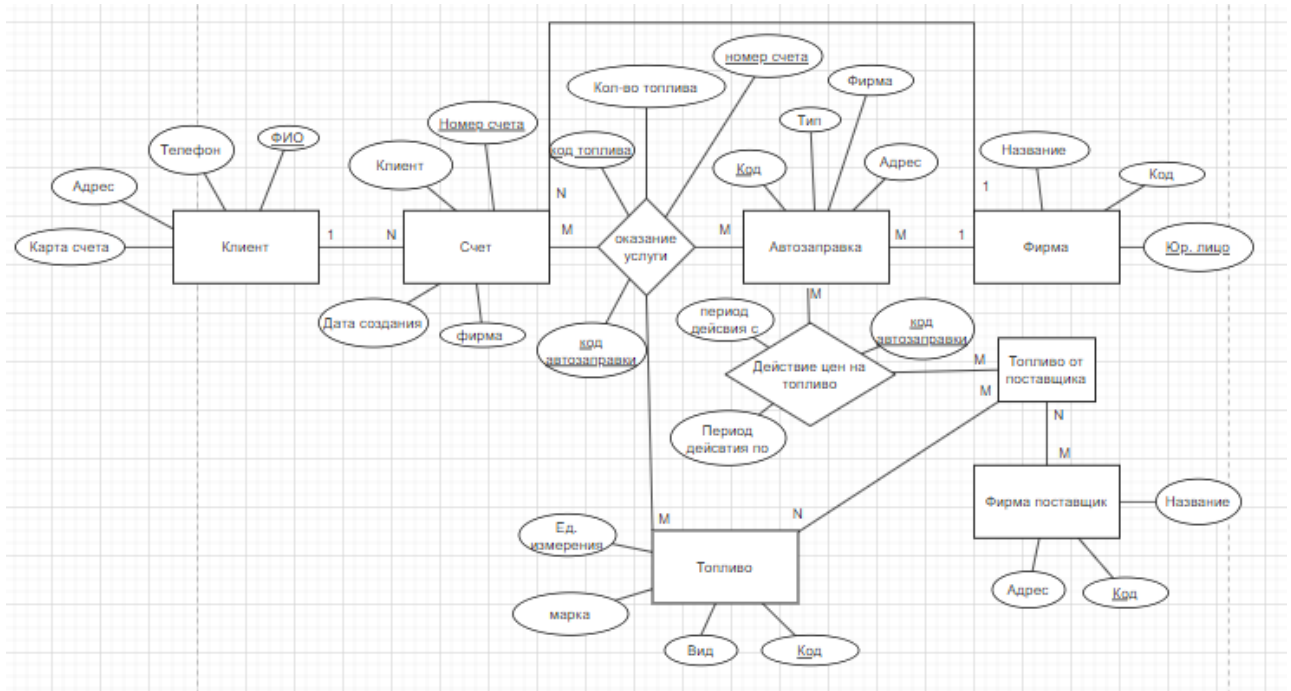 номер счета
Кол-во топлива
Фирма
Номер счета
ФИО
Тип
Телефон
код топлива
Название
Клиент
Код
Адрес
Код
Адрес
N
1
Карта счета
Клиент
1
N
Счет
M
оказание
услуги
M
Автозаправка
M
1
Фирма
Юр. лицо
Дата создания
фирма
код
автозаправки
M
период
дейсвия с
код
автозаправки
Действие цен на
топливо
M
Топливо от
поставщика
M
Период
дейсвтия по
N
M
Фирма поставщик
Название
M
N
Ед.
измерения
Топливо
Адрес
Код
марка
Вид
Код